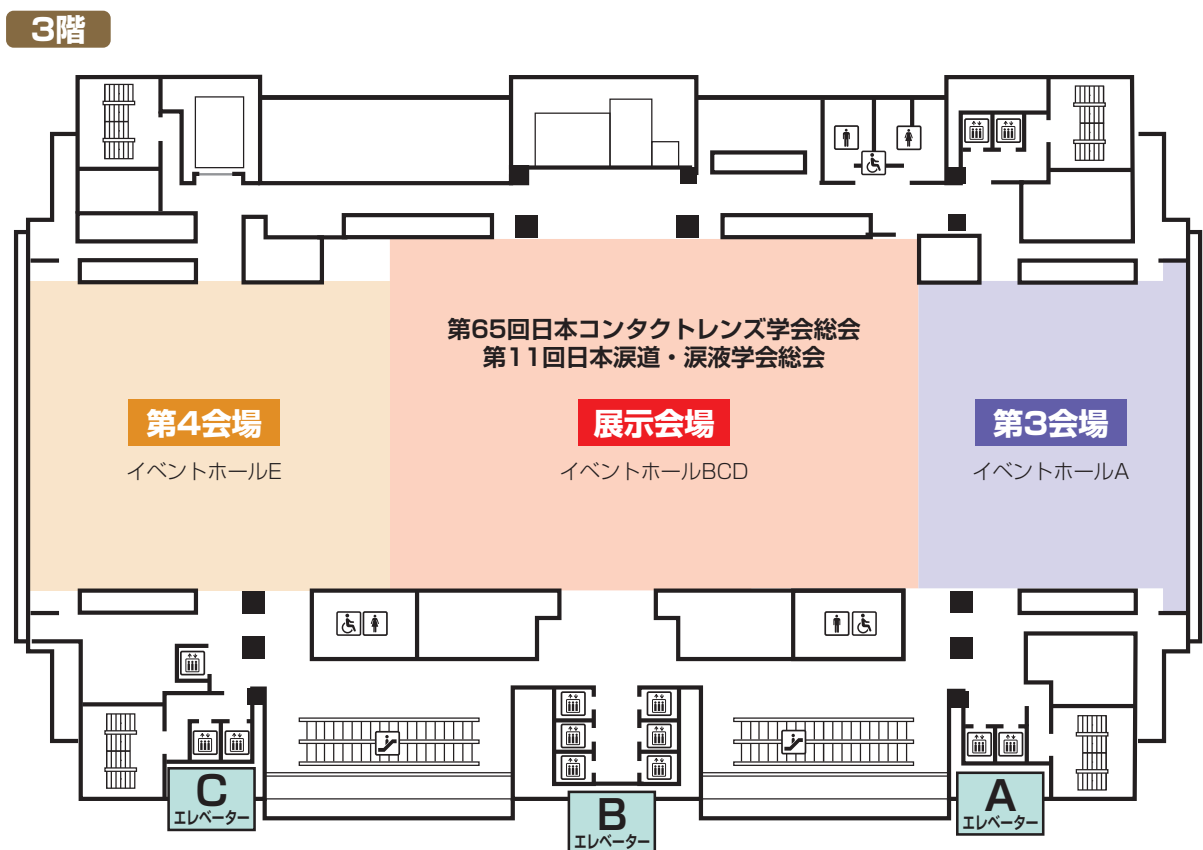 3階
第65回日本コンタクトレンズ学会総会
第11回日本涙道・涙液学会総会
第4会場
展示会場
第3会場
イベントホールE
イベントホールBCD
イベントホールA
C
エレベーター
B
エレベーター
A
エレベーター